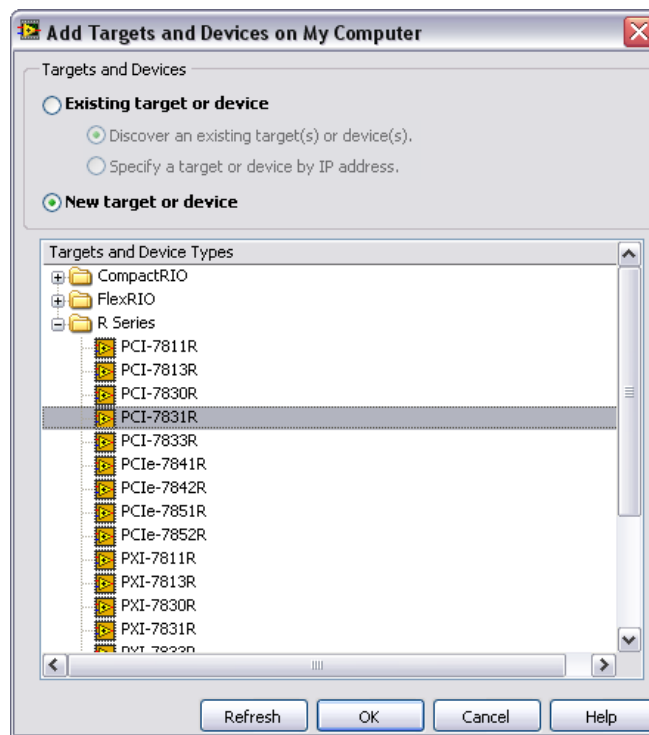 Add Targets and Devices on My Computer
Targets and Devices
Existing target or device
Discover an existing target(s) or device(s).
Specify a target or device by IP address.
New target or device
Targets and Device Types
CompactRIO
FlexRIO
R Series
PCI-7811R
PCI-7813R
PCI-7830R
PCI-7831R
PCI-7833R
PCIe-7841R
PCIe-7842R
PCIe-7851R
PCIe-7852R
PXI-7811R
PXI-7813R
PXI-7830R
PXI-7831R
Refresh OK Cancel Help